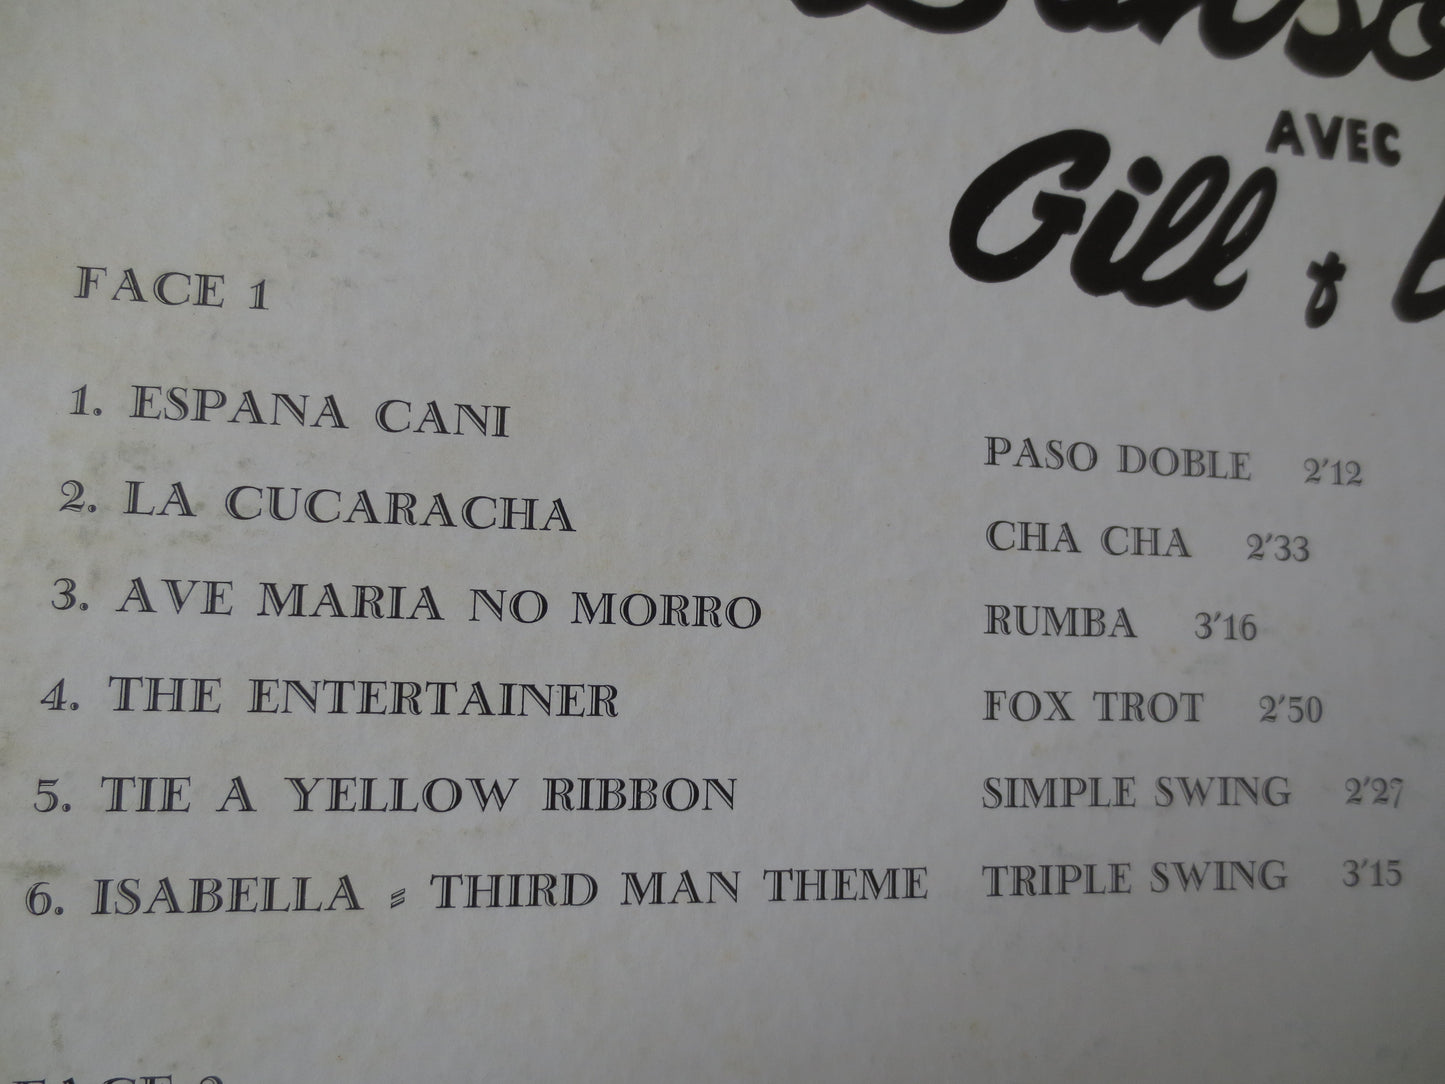 AVEC
Gill &
FACE 1
1. ESPANA CANI PASO DOBLE 2'12
2. LA CUCARACHA CHA CHA 2'33
3. AVE MARIA NO MORRO RUMBA 3'16
4. THE ENTERTAINER FOX TROT 2'50
5. TIE A YELLOW RIBBON SIMPLE SWING 2'27
6. ISABELLA - THIRD MAN THEME TRIPLE SWING 3'15
FACE 2